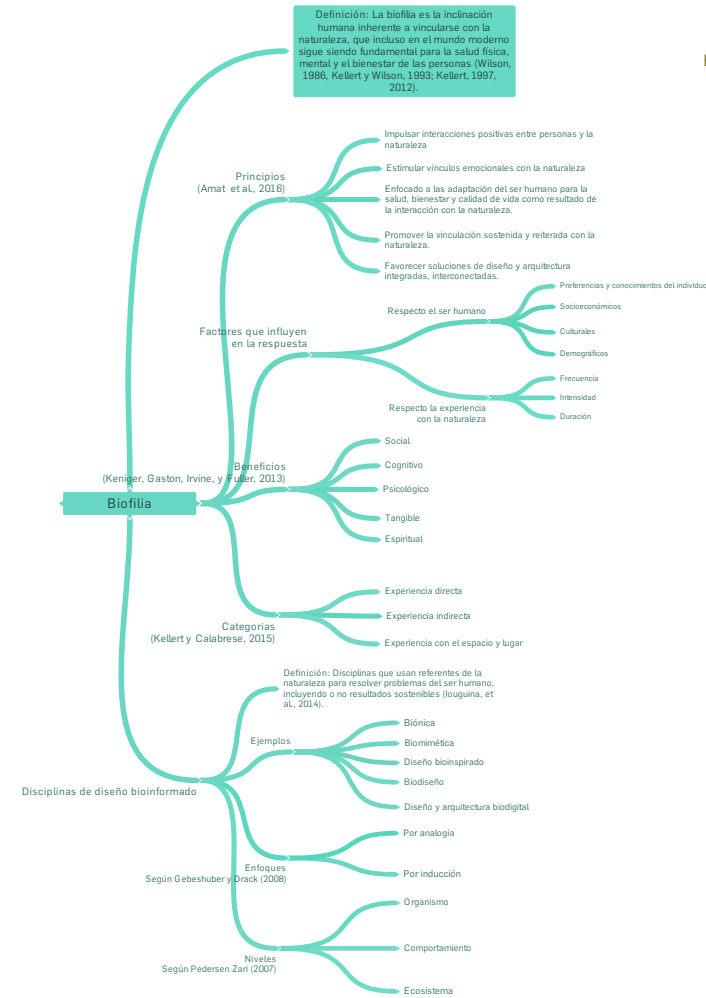 Definición: La biofilia es la inclinación
humana inherente a vincularse con la
naturaleza, que incluso en el mundo moderno
sigue siendo fundamental para la salud física,
mental y el bienestar de las personas (Wilson,
1986, Kellert y Wilson, 1993; Kellert, 1997,
2012).
Principios
(Amat et al., 2016)
Impulsar interacciones positivas entre personas y la
naturaleza
Estimular vínculos emocionales con la naturaleza
Enfocado a las adaptación del ser humano para la
salud, bienestar y calidad de vida como resultado de
la interacción con la naturaleza.
Promover la vinculación sostenida y reiterada con la
naturaleza.
Favorecer soluciones de diseño y arquitectura
integradas, interconectadas.
Factores que influyen
en la respuesta
Respecto el ser humano
Preferencias y conocimientos del individuo
Socioeconómicos
Culturales
Demográficos
Respecto la experiencia
con la naturaleza
Frecuencia
Intensidad
Duración
Beneficios
(Keniger, Gaston, Irvine, y Fuller, 2013)
Social
Cognitivo
Psicológico
Tangible
Espiritual
Biofilia
Categorias
(Kellert y Calabrese, 2015)
Experiencia directa
Experiencia indirecta
Experiencia con el espacio y lugar
Disciplinas de diseño bioinformado
Definición: Disciplinas que usan referentes de la
naturaleza para resolver problemas del ser humano,
incluyendo o no resultados sostenibles (Iouguina, et
al., 2014).
Ejemplos
Biónica
Biomimética
Diseño bioinspirado
Biodiseño
Diseño y arquitectura biodigital
Enfoques
Según Gebeshuber y Drack (2008)
Por analogía
Por inducción
Niveles
Según Pedersen Zari (2007)
Organismo
Comportamiento
Ecosistema